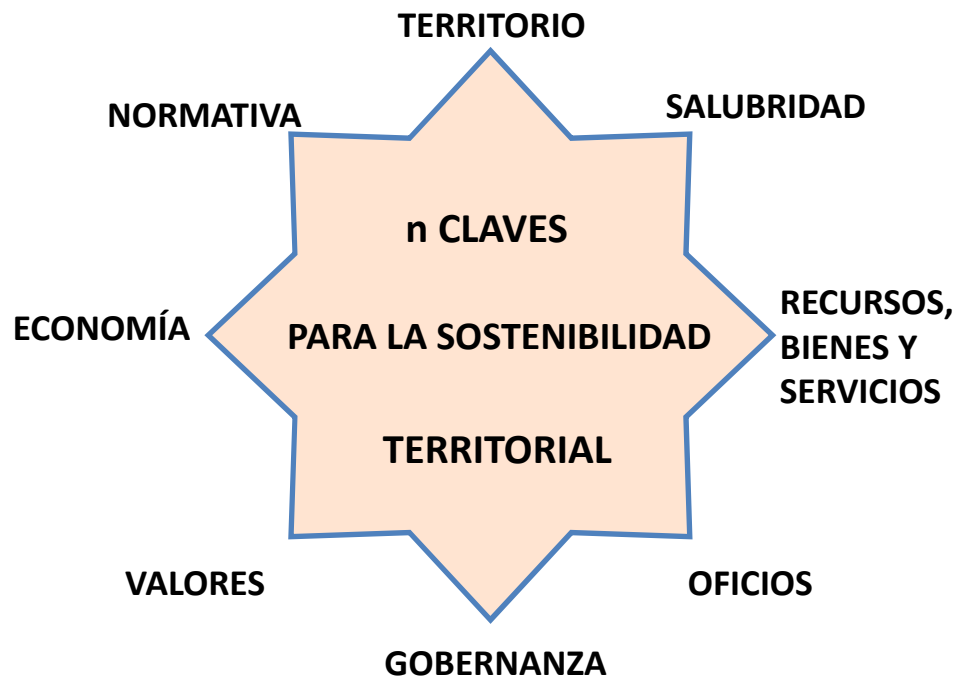 TERRITORIO
NORMATIVA
SALUBRIDAD
n CLAVES
ECONOMÍA
PARA LA SOSTENIBILIDAD
RECURSOS,
BIENES Y
SERVICIOS
TERRITORIAL
VALORES
OFICIOS
GOBERNANZA